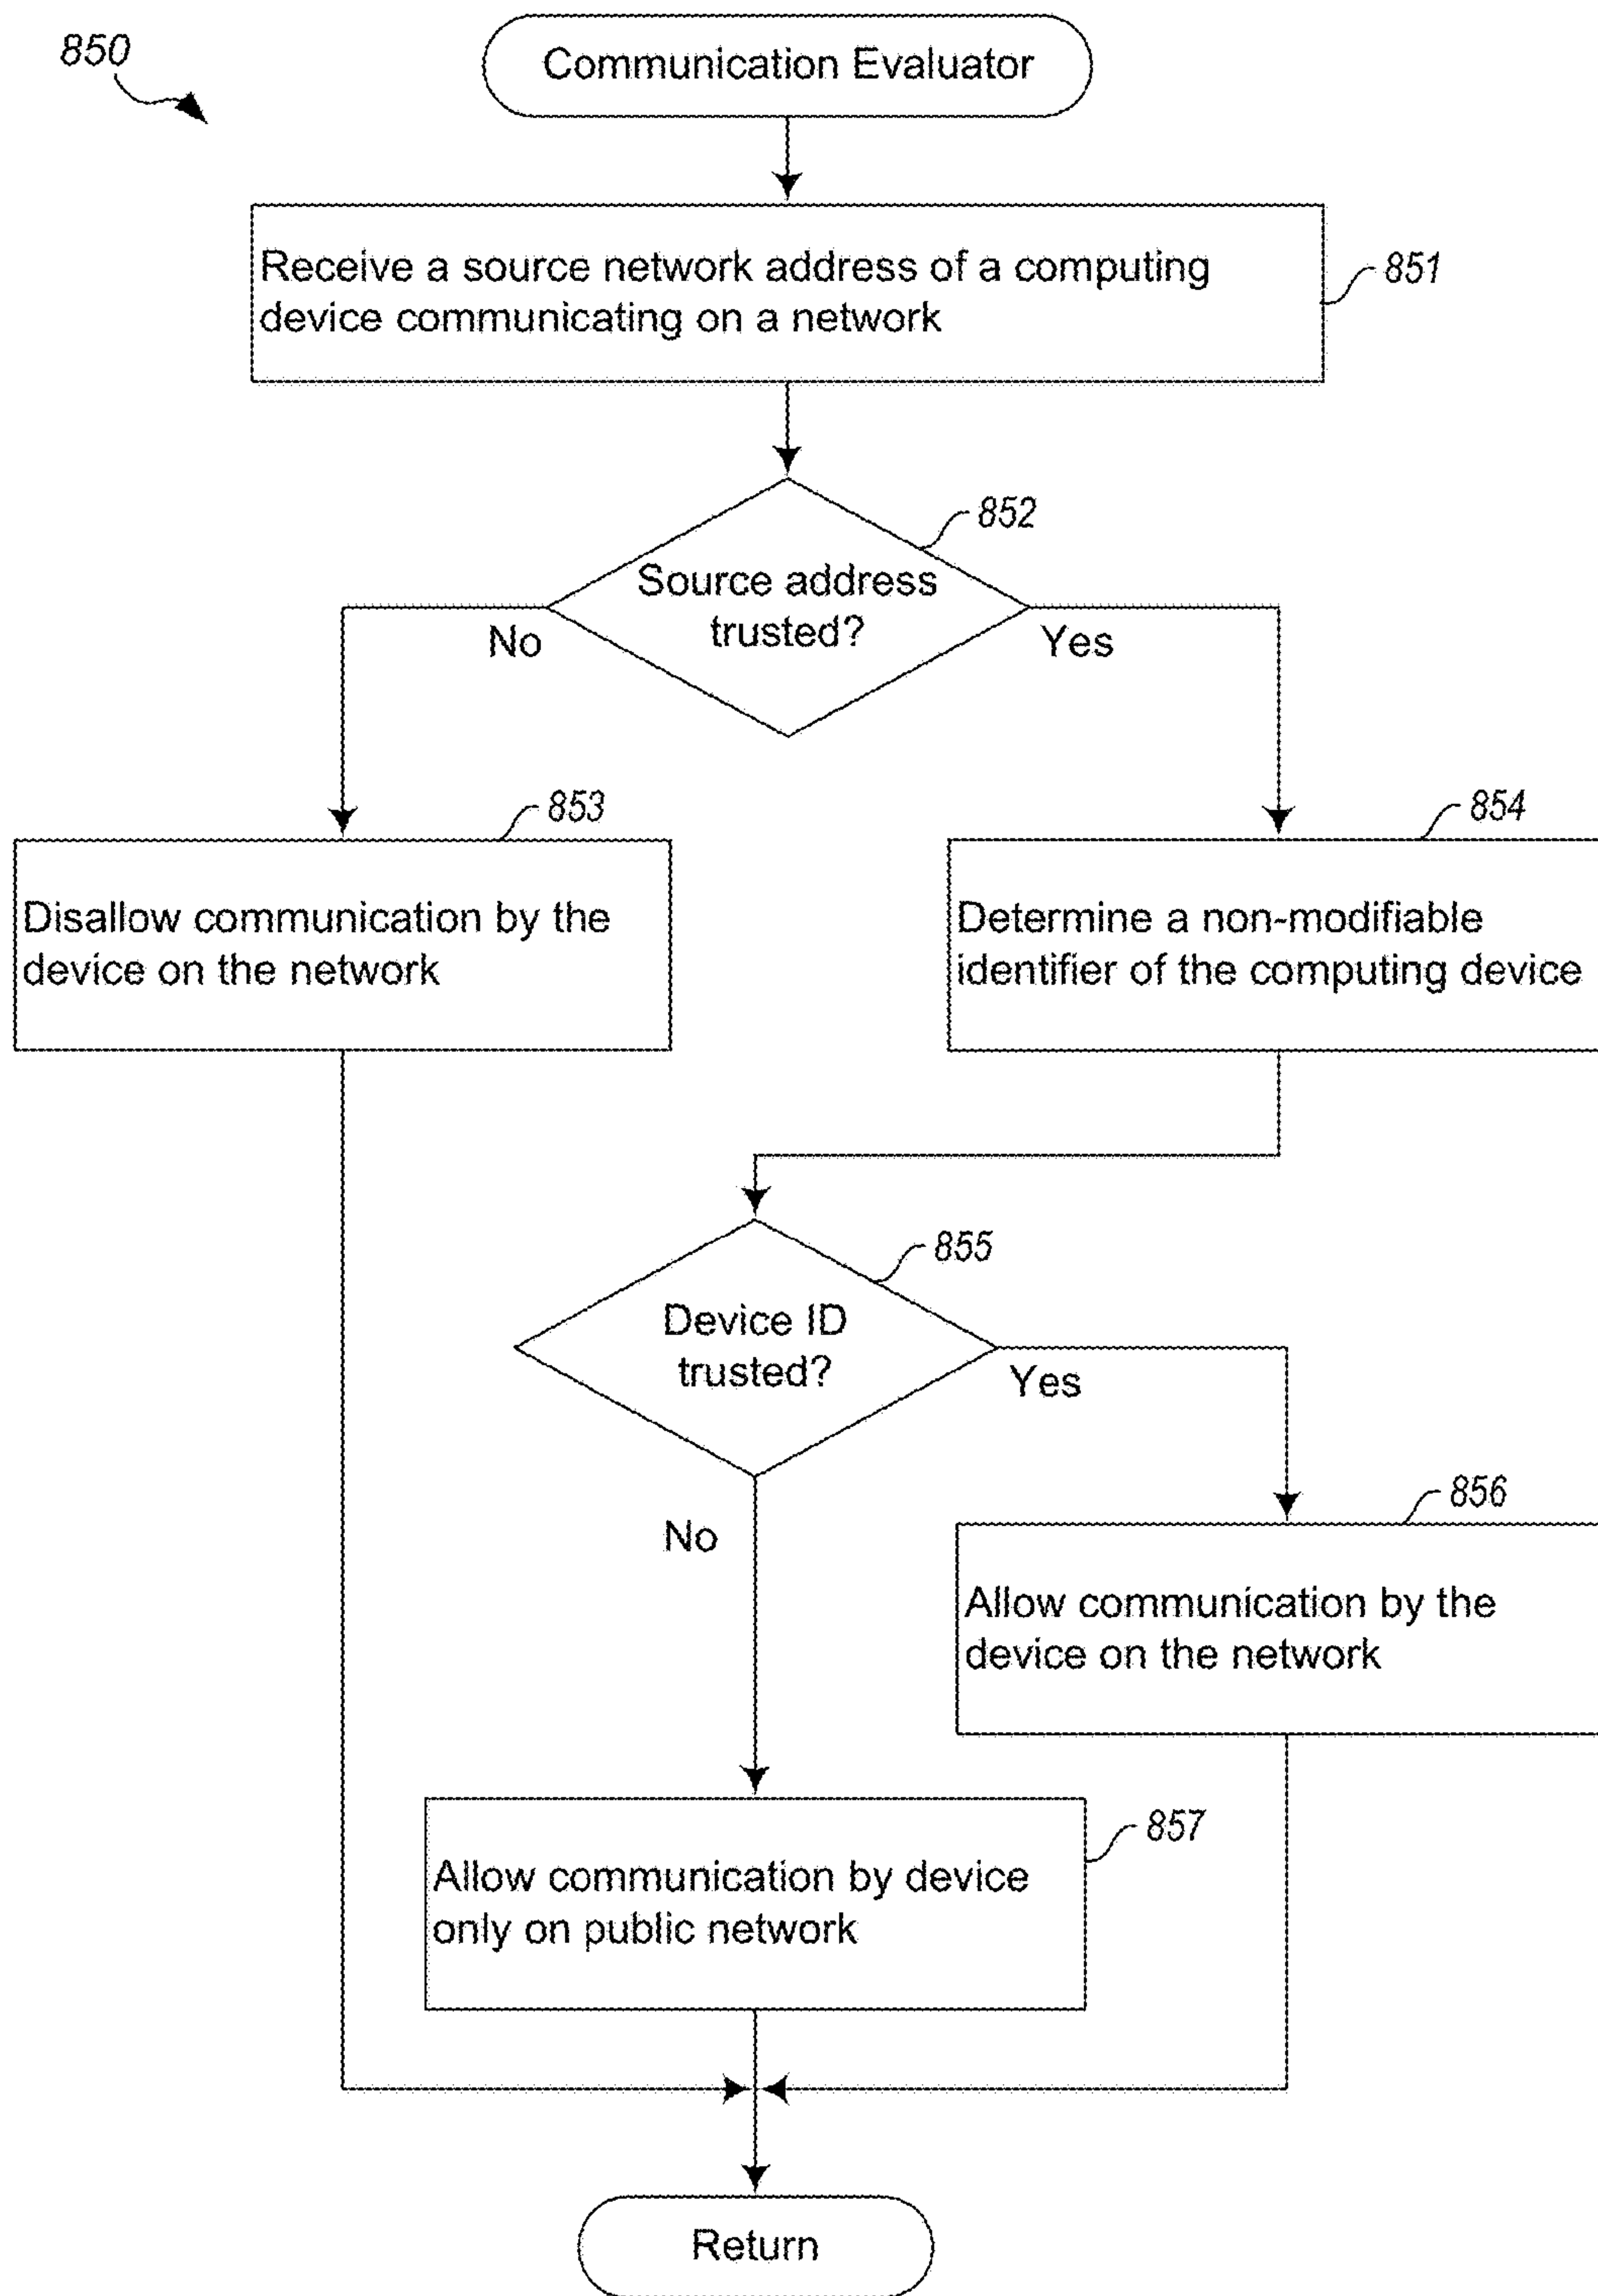 850
Communication Evaluator
Receive a source network address of a computing
device communicating on a network
851
852
Source address
trusted?
No
Yes
853
854
Disallow communication by the
device on the network
Determine a non-modifiable
identifier of the computing device
855
Device ID
trusted?
Yes
No
856
Allow communication by the
device on the network
857
Allow communication by device
only on public network
Return